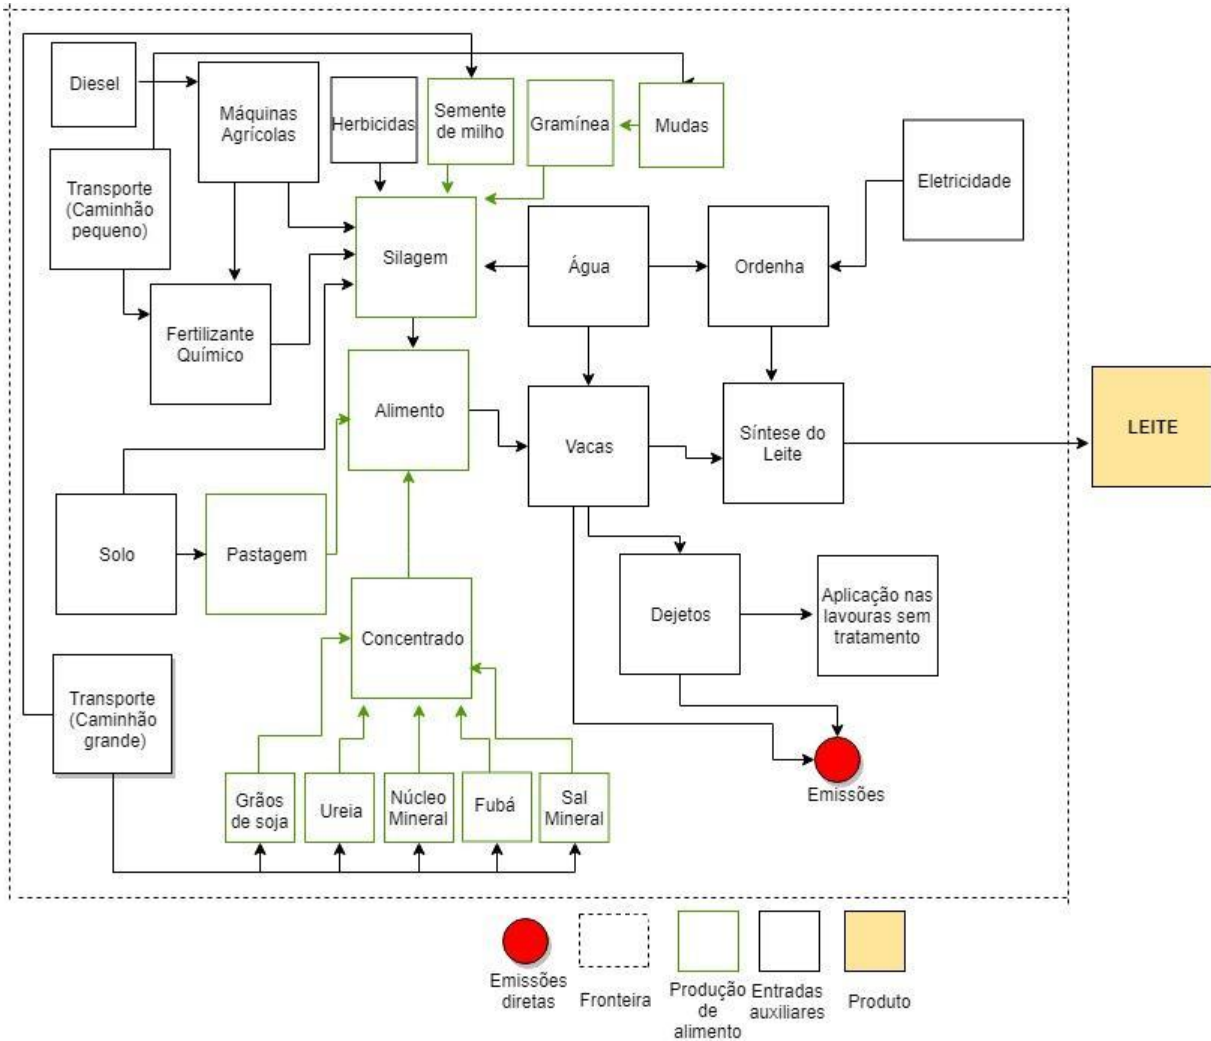 Diesel
Máquinas
Agrícolas
Herbicidas
Semente
de milho
Gramínea
Mudas
Eletricidade
Transporte
(Caminhão
pequeno)
Silagem
Água
Ordenha
Fertilizante
Químico
Alimento
Vacas
Síntese do
Leite
LEITE
Solo
Pastagem
Concentrado
Dejetos
Aplicação nas
lavouras sem
tratamento
Transporte
(Caminhão
grande)
Grãos
de soja
Ureia
Núcleo
Mineral
Fubá
Sal
Mineral
Emissões
Emissões
diretas
Fronteira
Produção
de
alimento
Entradas
auxiliares
Produto